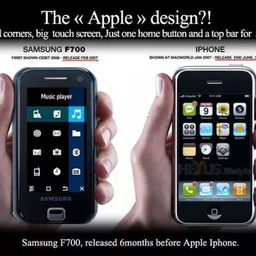 The « Apple » design?!
corners, big touch screen, Just one home button and a top bar for
SAMSUNG F700
IPHONE
FIRST SHOWN CEBIT 2006 - RELEASE FEB 2007
SHOWN AT MACWORLD JAN 2007 - RELEASE END JUNE,
Music player
SAMSUNG
Samsung F700, released 6months before Apple Iphone.